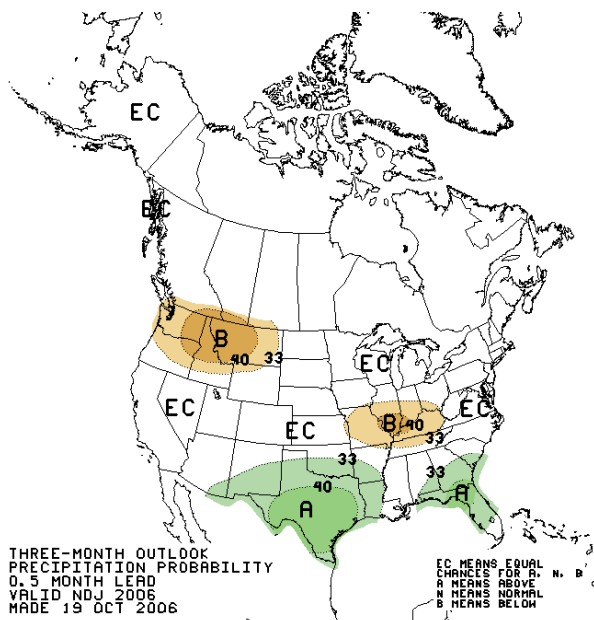 EC
EC
B
40
33
EC
EC
EC
EC
B
40
33
33
33
40
A
A
THREE-MONTH OUTLOOK
PRECIPITATION PROBABILITY
0.5 MONTH LEAD
VALID NDJ 2006
MADE 19 OCT 2006
EC MEANS EQUAL
CHANCES FOR A, N, B
A MEANS ABOVE
N MEANS NORMAL
B MEANS BELOW